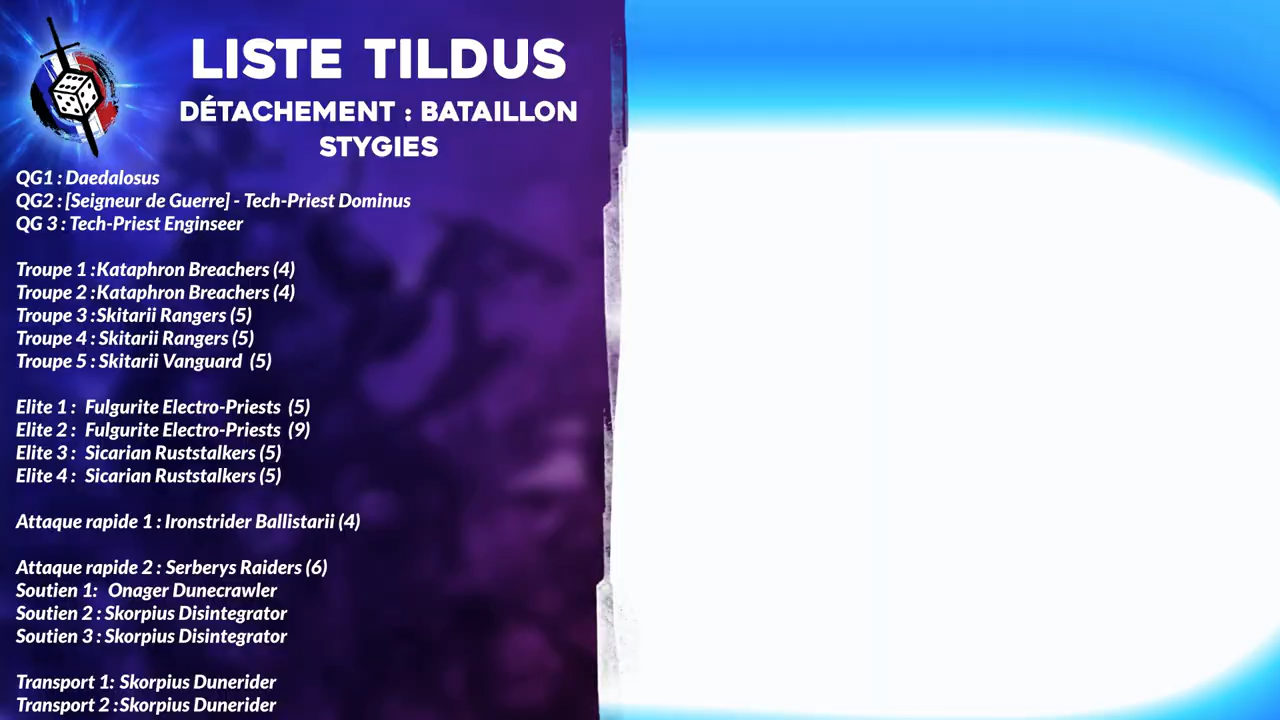 LISTE TILDUS
DÉTACHEMENT : BATAILLON
STYGIES
QG1 : Daedalosus
QG2 : [Seigneur de Guerre] - Tech-Priest Dominus
QG 3 : Tech-Priest Enginseer
Troupe 1 :Kataphron Breachers (4)
Troupe 2 :Kataphron Breachers (4)
Troupe 3 :Skitarii Rangers (5)
Troupe 4 : Skitarii Rangers (5)
Troupe 5 : Skitarii Vanguard (5)
Elite 1 : Fulgurite Electro-Priests (5)
Elite 2 : Fulgurite Electro-Priests (9)
Elite 3 : Sicarian Ruststalkers (5)
Elite 4 : Sicarian Ruststalkers (5)
Attaque rapide 1 : Ironstrider Ballistarii (4)
Attaque rapide 2 : Serberys Raiders (6)
Soutien 1: Onager Dunecrawler
Soutien 2 : Skorpius Disintegrator
Soutien 3 : Skorpius Disintegrator
Transport 1: Skorpius Dunerider
Transport 2 :Skorpius Dunerider